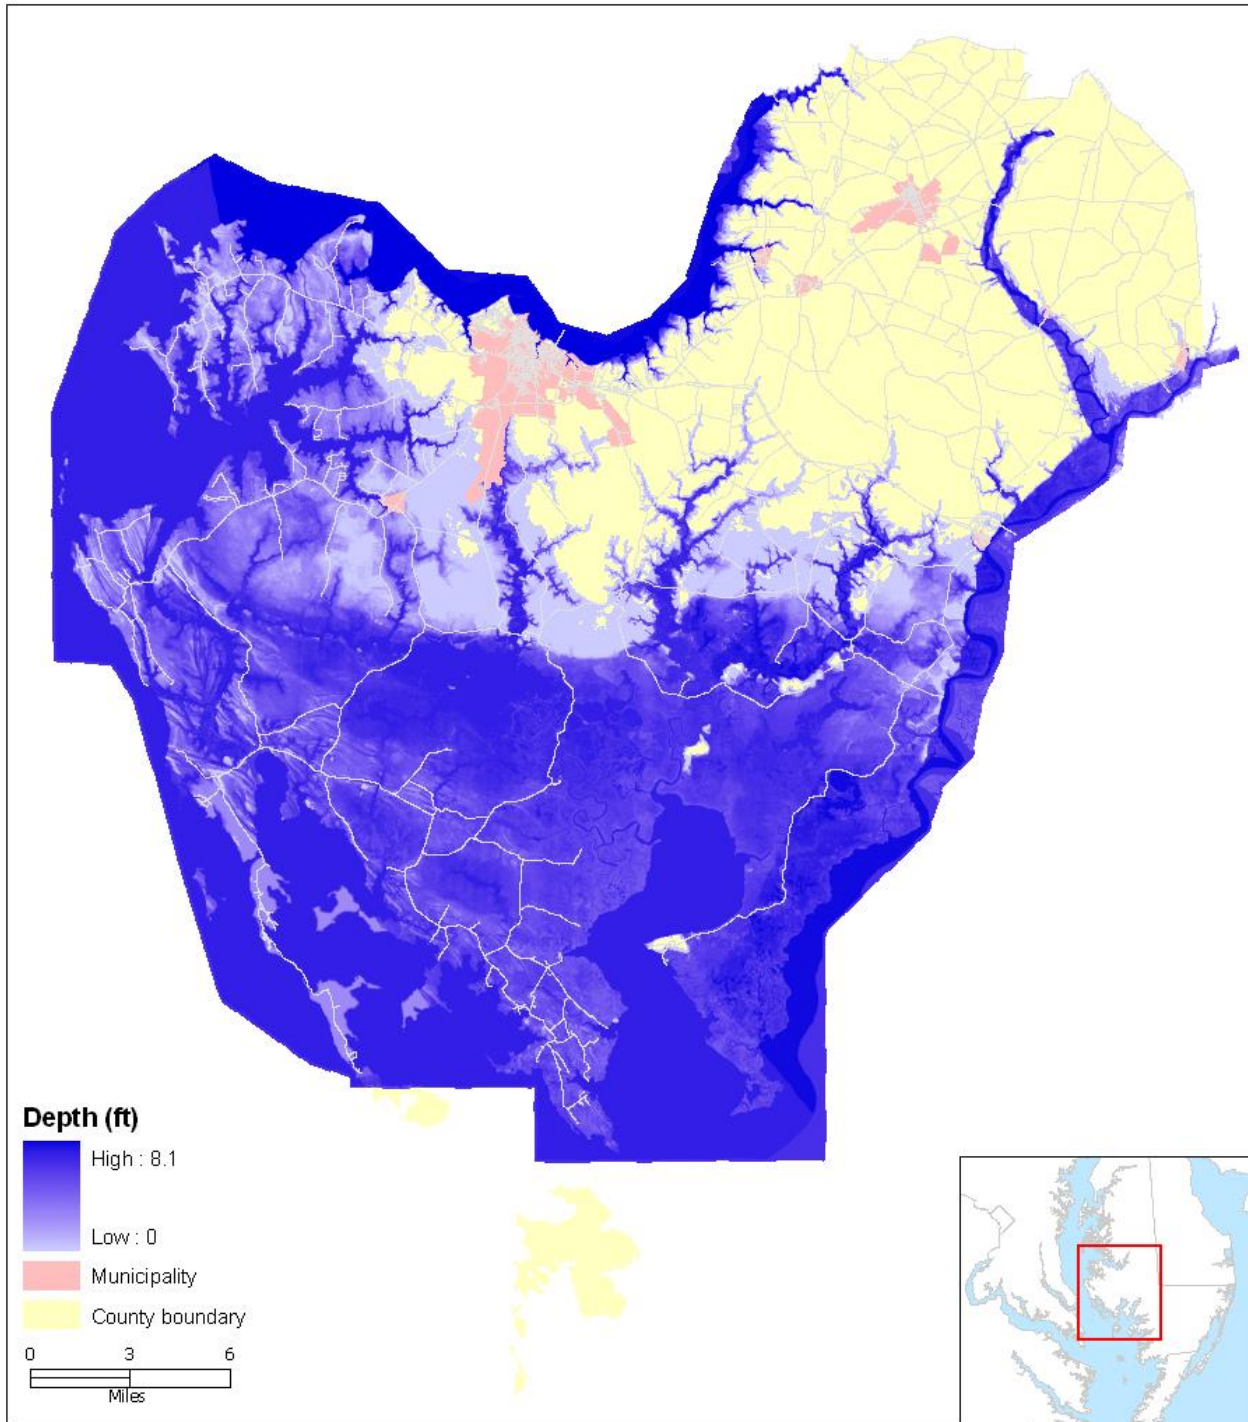 Depth (ft)
High : 8.1
Low : 0
Municipality
County boundary
0 3 6
Miles